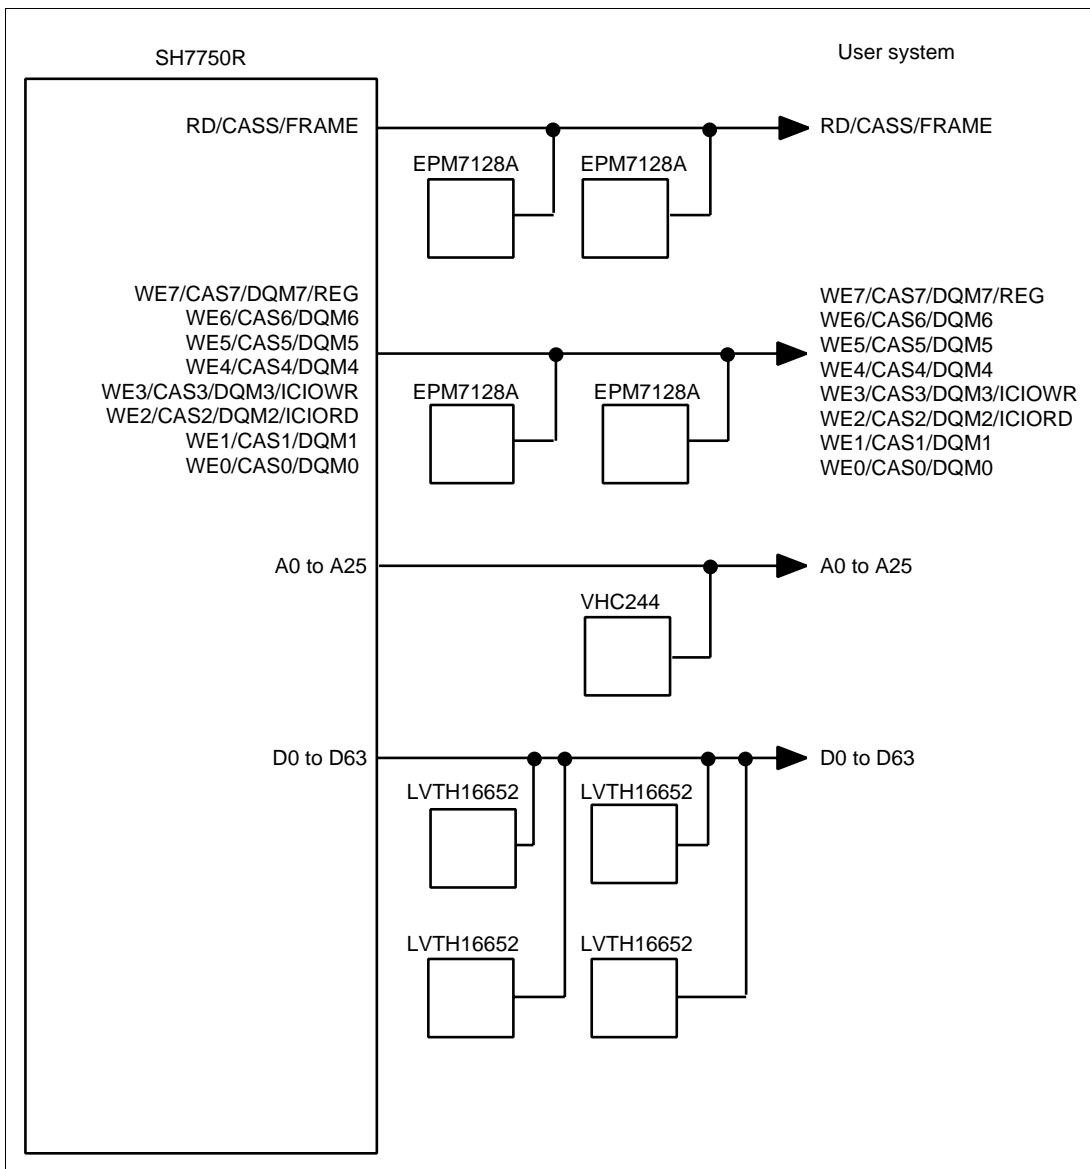 SH7750R
User system
RD/CASS/FRAME
RD/CASS/FRAME
EPM7128A
EPM7128A
WE7/CAS7/DQM7/REG
WE6/CAS6/DQM6
WE5/CAS5/DQM5
WE4/CAS4/DQM4
WE3/CAS3/DQM3/ICIOWR
WE2/CAS2/DQM2/ICIORD
WE1/CAS1/DQM1
WE0/CAS0/DQM0
EPM7128A
EPM7128A
WE7/CAS7/DQM7/REG
WE6/CAS6/DQM6
WE5/CAS5/DQM5
WE4/CAS4/DQM4
WE3/CAS3/DQM3/ICIOWR
WE2/CAS2/DQM2/ICIORD
WE1/CAS1/DQM1
WE0/CAS0/DQM0
A0 to A25
A0 to A25
VHC244
D0 to D63
D0 to D63
LVTH16652
LVTH16652
LVTH16652
LVTH16652